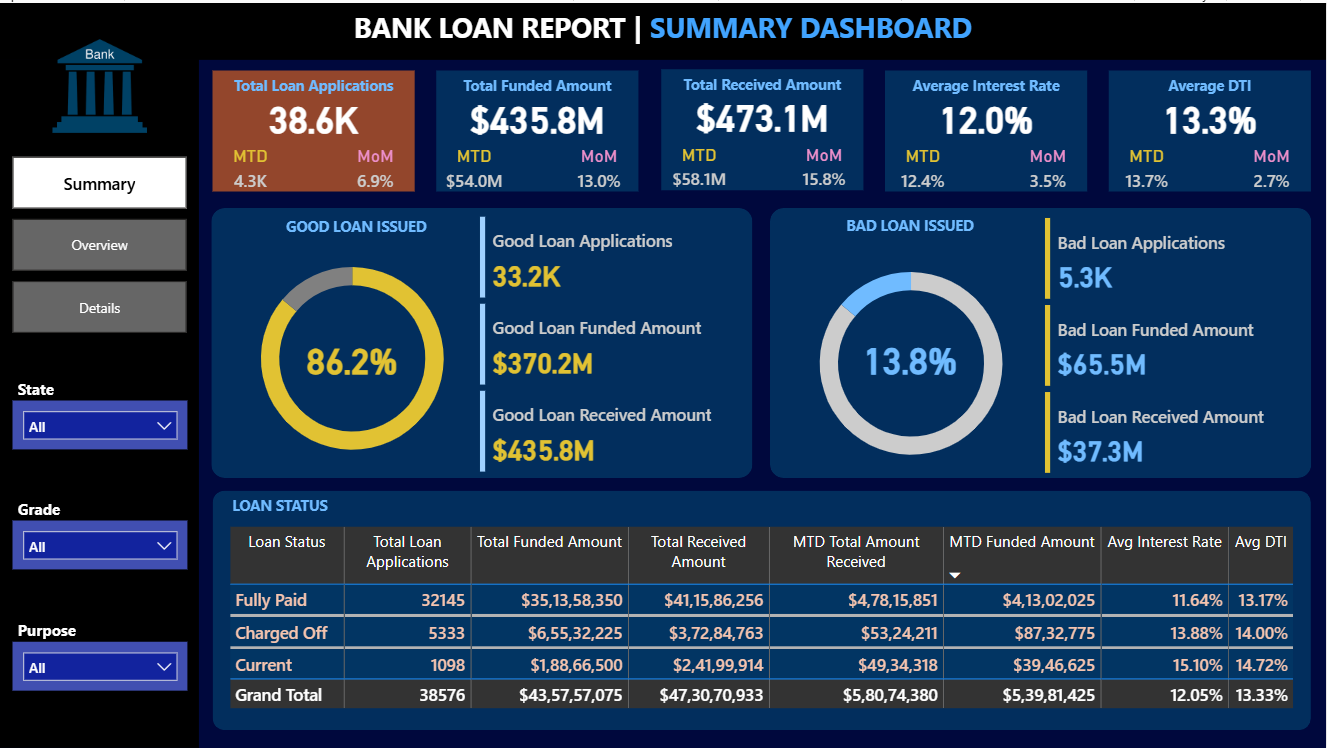 BANK LOAN REPORT | SUMMARY DASHBOARD
Bank
Summary
Overview
Details
State
All
Grade
All
Purpose
All
Total Loan Applications
38.6K
MTD MoM
4.3K 6.9%
Total Funded Amount
$435.8M
MTD MoM
$54.0M 13.0%
Total Received Amount
$473.1M
MTD MoM
$58.1M 15.8%
Average Interest Rate
12.0%
MTD MoM
12.4% 3.5%
Average DTI
13.3%
MTD MoM
13.7% 2.7%
GOOD LOAN ISSUED
86.2%
Good Loan Applications
33.2K
Good Loan Funded Amount
$370.2M
Good Loan Received Amount
$435.8M
BAD LOAN ISSUED
13.8%
Bad Loan Applications
5.3K
Bad Loan Funded Amount
$65.5M
Bad Loan Received Amount
$37.3M
LOAN STATUS
Loan Status Total Loan Applications Total Funded Amount Total Received Amount MTD Total Amount Received MTD Funded Amount Avg Interest Rate Avg DTI
Fully Paid 32145 $35,13,58,350 $41,15,86,256 $4,78,15,851 $4,13,02,025 11.64% 13.17%
Charged Off 5333 $6,55,32,225 $3,72,84,763 $53,24,211 $87,32,775 13.88% 14.00%
Current 1098 $1,88,66,500 $2,41,99,914 $49,34,318 $39,46,625 15.10% 14.72%
Grand Total 38576 $43,57,57,075 $47,30,70,933 $5,80,74,380 $5,39,81,425 12.05% 13.33%